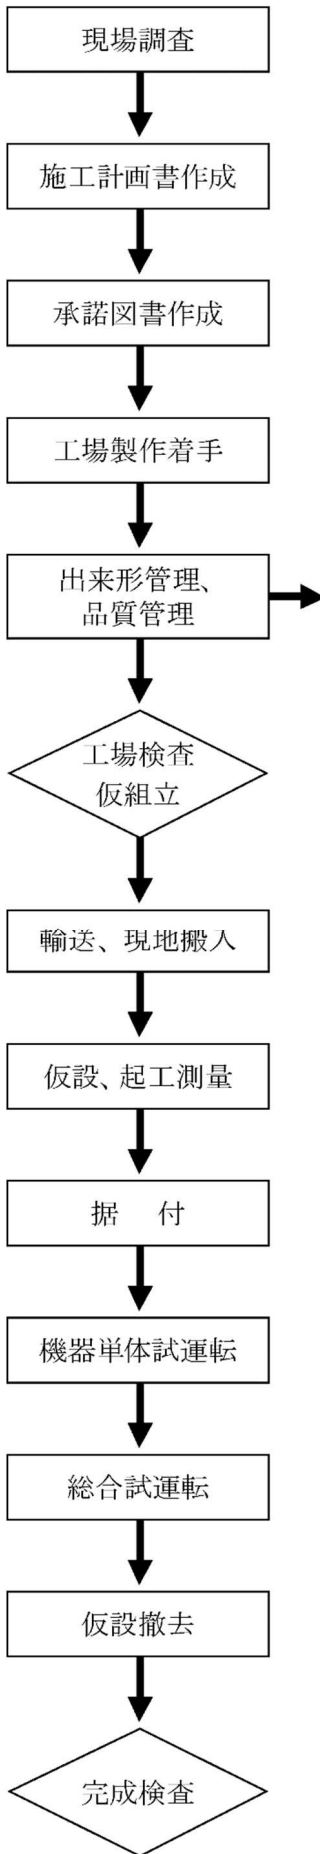 現場調査
施工計画書作成
承諾図書作成
工場製作着手
出来形管理、
品質管理
工場検査
仮組立
輸送、現地搬入
仮設、起工測量
据　付
機器単体試運転
総合試運転
仮設撤去
完成検査